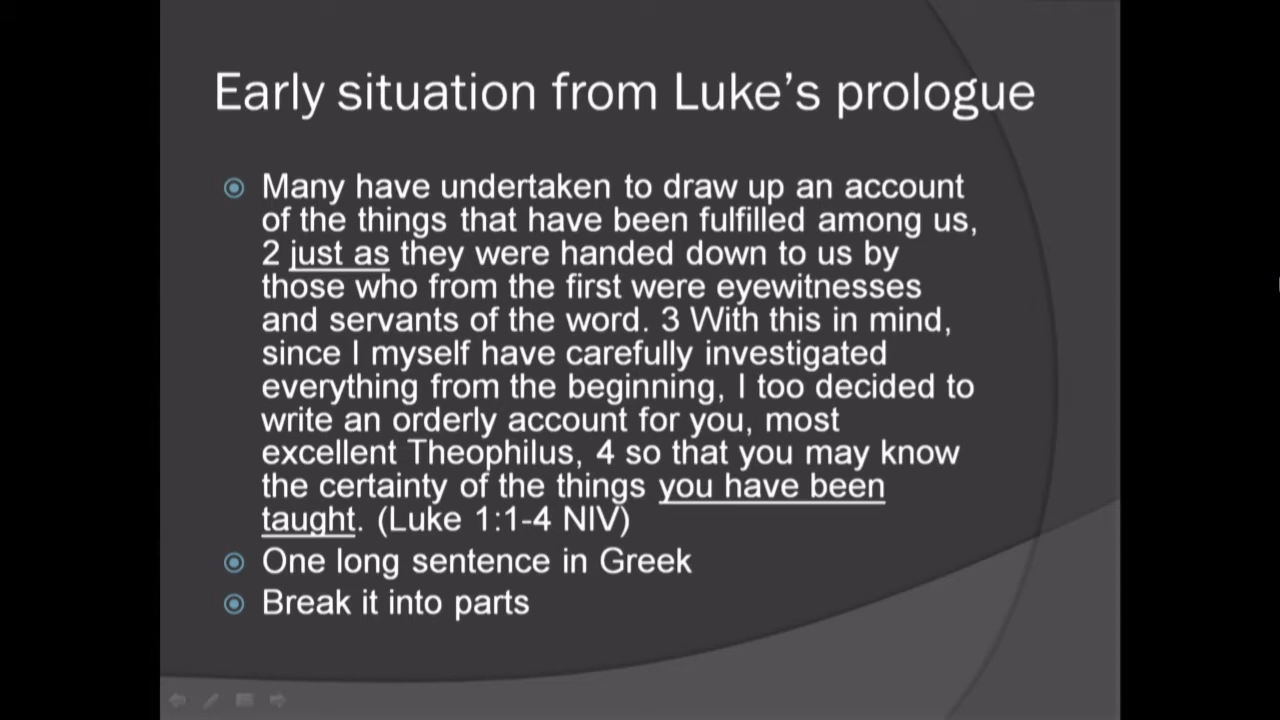 Early situation from Luke's prologue
Many have undertaken to draw up an account
of the things that have been fulfilled among us,
2 just as they were handed down to us by
those who from the first were eyewitnesses
and servants of the word. 3 With this in mind,
since I myself have carefully investigated
everything from the beginning, I too decided to
write an orderly account for you, most
excellent Theophilus, 4 so that you may know
the certainty of the things you have been
taught. (Luke 1:1-4 NIV)
One long sentence in Greek
Break it into parts